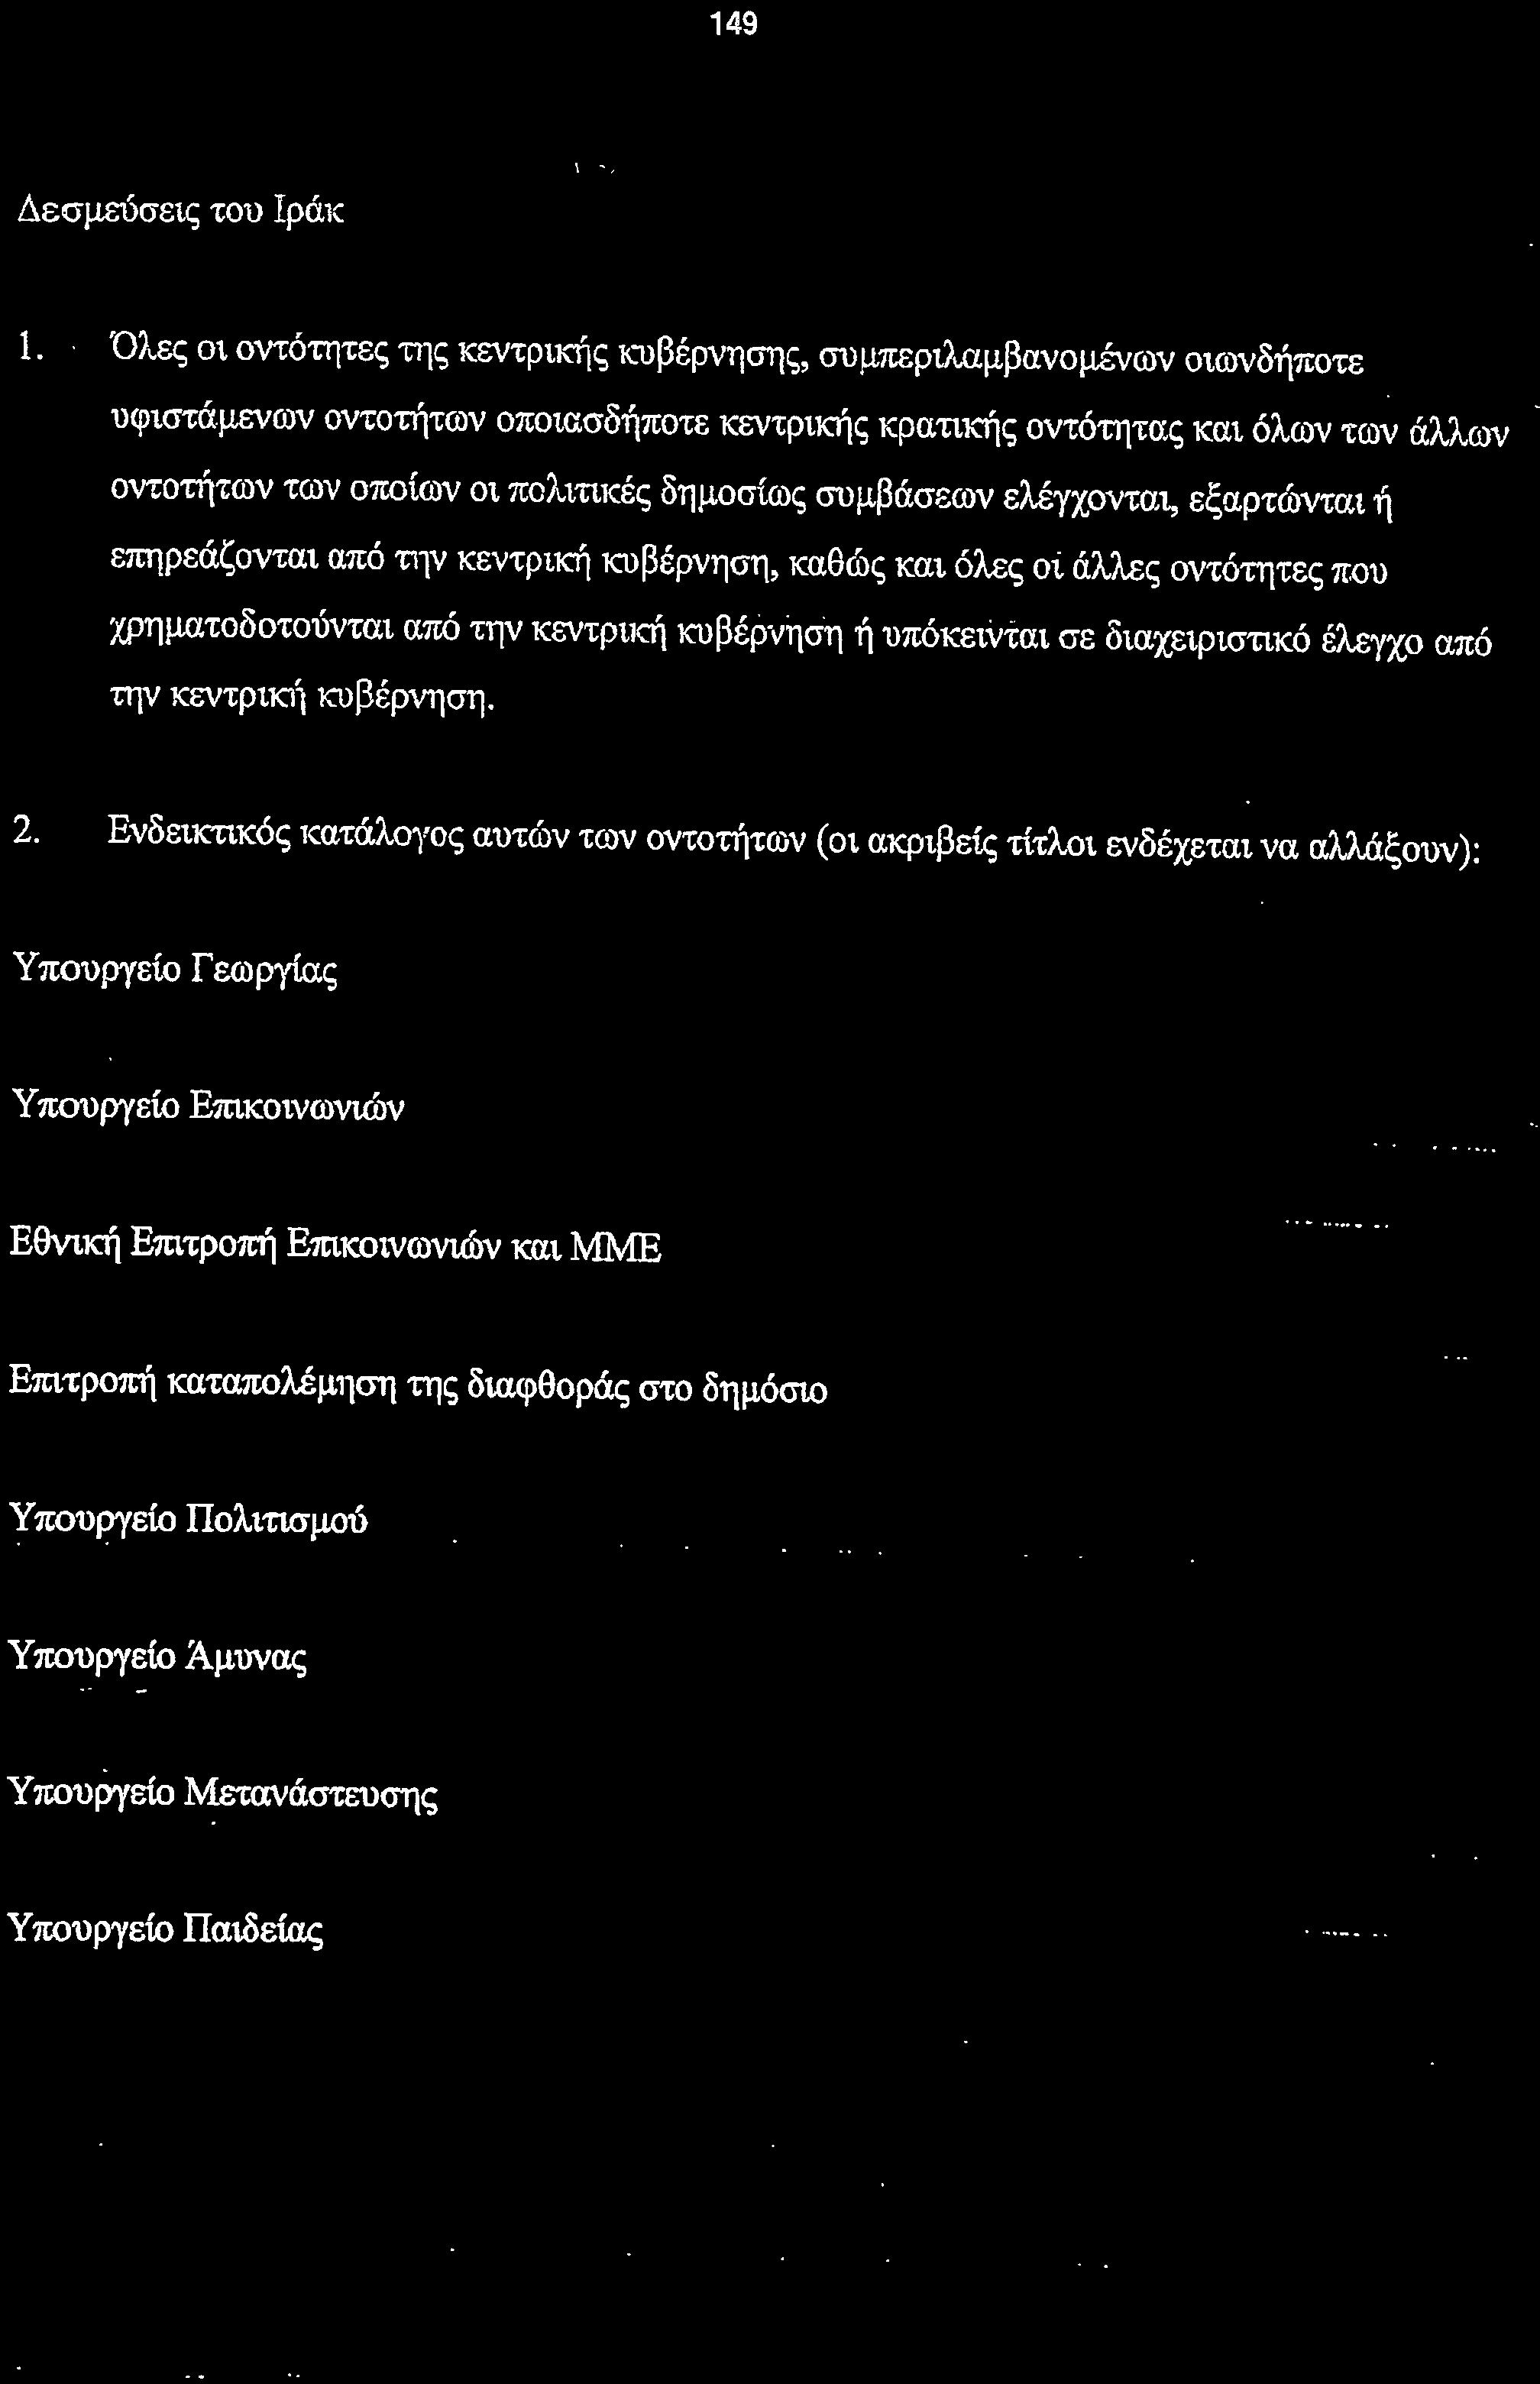 149
Δεσμεύσεις του Ιράκ
1. Όλες οι οντότητες της κεντρικής κυβέρνησης, συμπεριλαμβανομένων οιωνδήποτε
υφιστάμενων οντοτήτων οποιασδήποτε κεντρικής κρατικής οντότητας και όλων των άλλων
οντοτήτων των οποίων οι πολιτικές δημοσίως συμβάσεων ελέγχονται, εξαρτώνται ή
επηρεάζονται από την κεντρική κυβέρνηση, καθώς και όλες οι άλλες οντότητες που
χρηματοδοτούνται από την κεντρική κυβέρνηση ή υπόκεινται σε διαχειριστικό έλεγχο από
την κεντρική κυβέρνηση.
2. Ενδεικτικός κατάλογος αυτών των οντοτήτων (οι ακριβείς τίτλοι ενδέχεται να αλλάξουν):
Υπουργείο Γεωργίας
Υπουργείο Επικοινωνιών
Εθνική Επιτροπή Επικοινωνιών και ΜΜΕ
Επιτροπή καταπολέμηση της διαφθοράς στο δημόσιο
Υπουργείο Πολιτισμού
Υπουργείο Άμυνας
Υπουργείο Μετανάστευσης
Υπουργείο Παιδείας